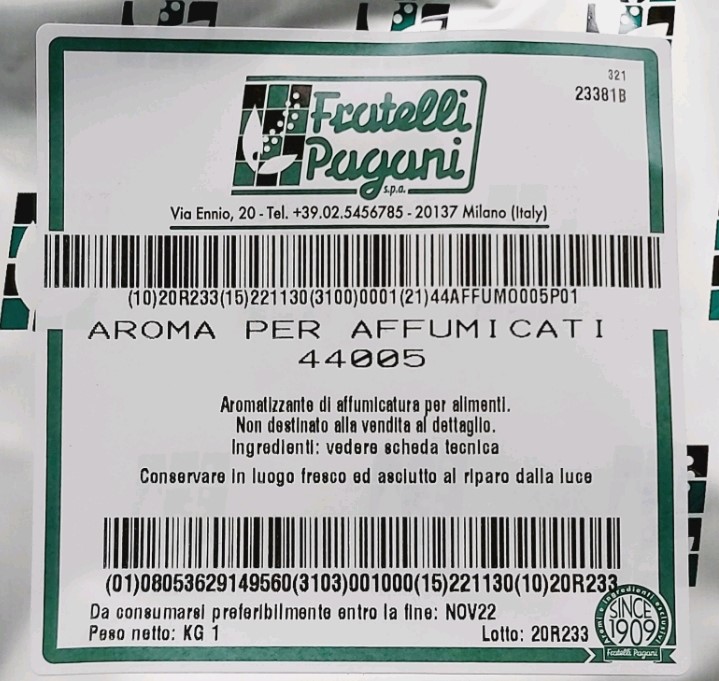 321
23381B
Fratelli
Pagani
s.p.a.
Via Ennio, 20 - Tel. +39.02.5456785 - 20137 Milano (Italy)
(10)20R233(15)221130(3100)0001(21)44AFFUM0005P01
AROMA PER AFFUMICATI
44005
Aromatizzante di affumicatura per alimenti.
Non destinato alla vendita al dettaglio.
Ingredienti: vedere scheda tecnica
Conservare in luogo fresco ed asciutto al riparo dalla luce
(01)08053629149560(3103)001000(15)221130(10)20R233
Da consumarsi preferibilmente entro la fine: NOV22
Peso netto: KG 1
Lotto: 20R233
Aromi e ingredienti esclusivi
SINCE
1909
Fratelli Pagani